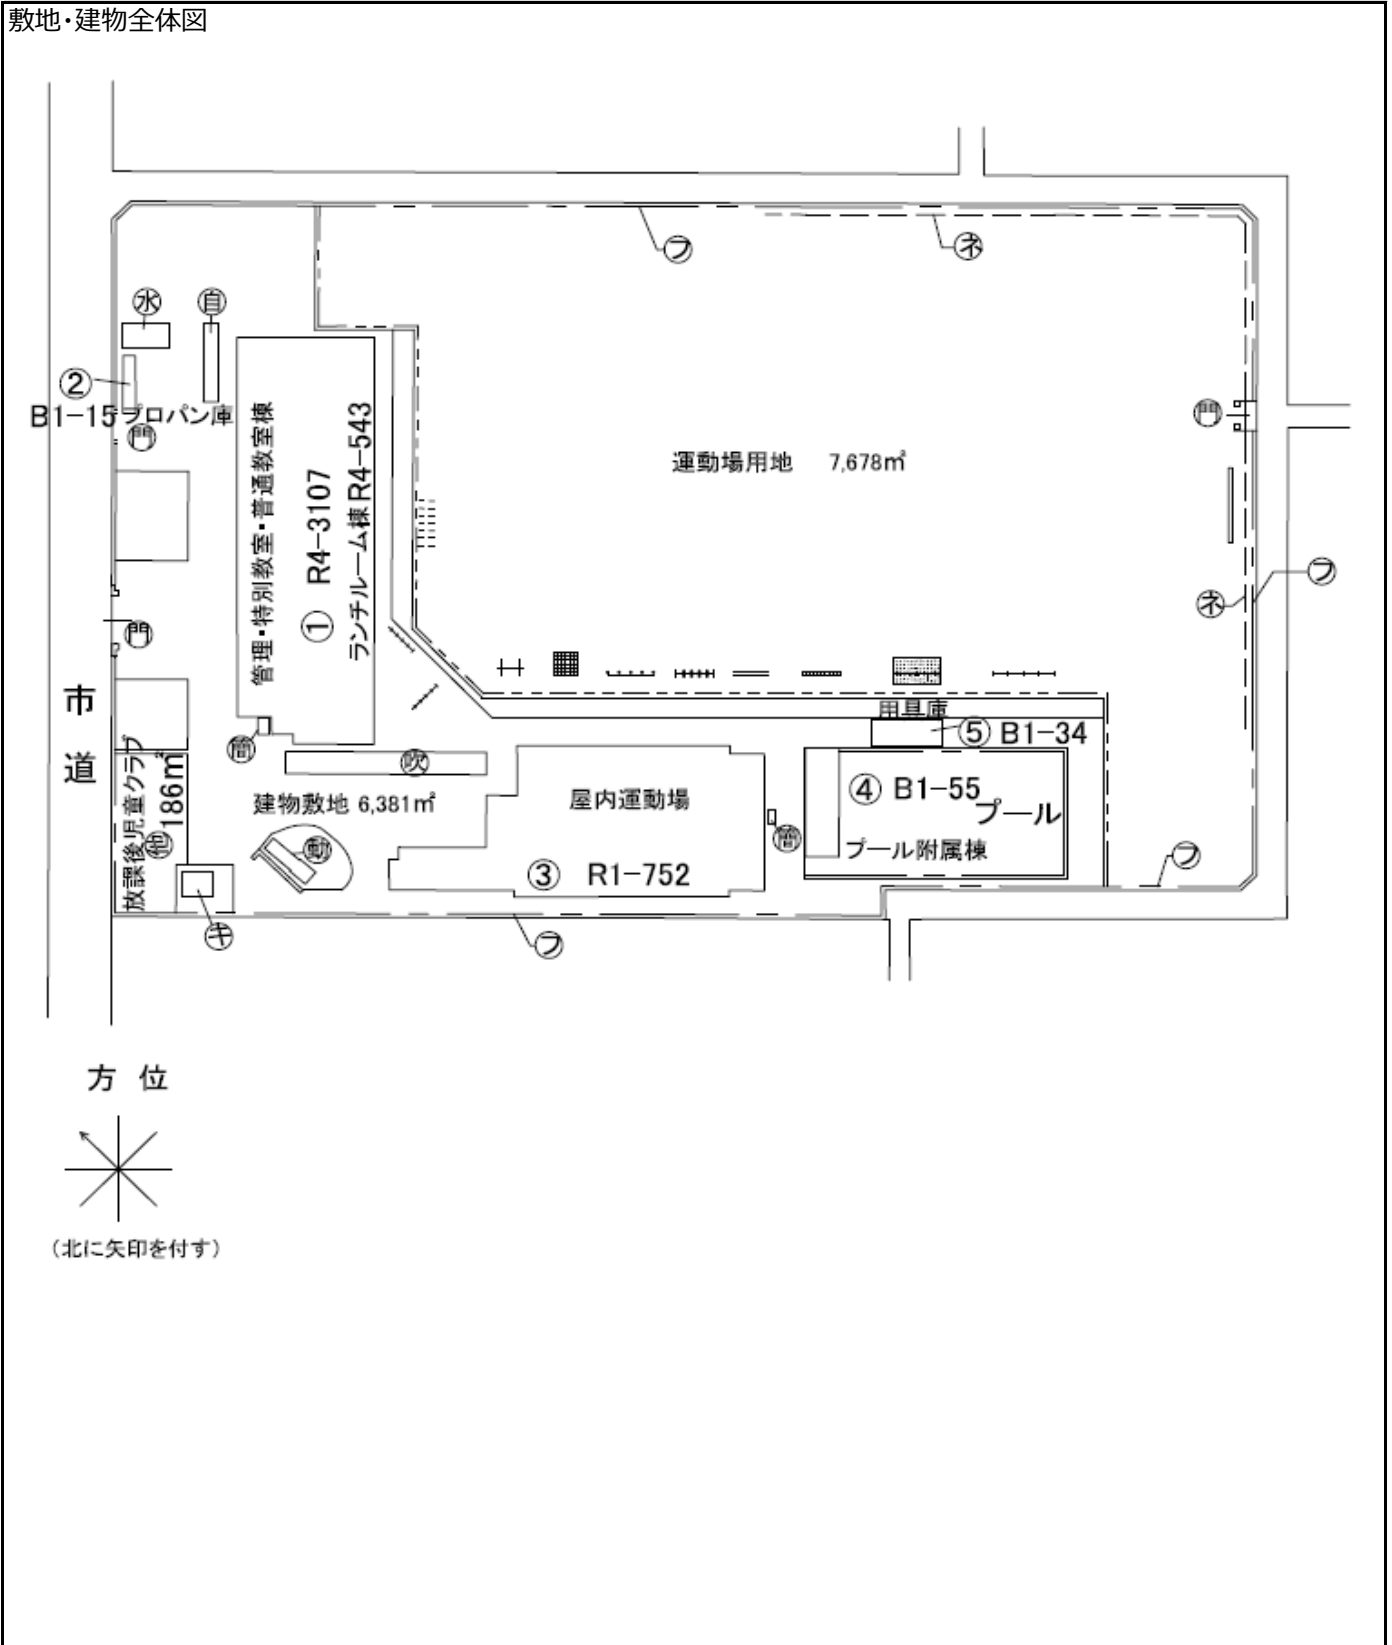 敷地・建物全体図
フ
ネ
水
自
②
B1-15 プロパン庫
門
管理・特別教室・普通教室棟
① R4-3107
ランチルーム棟 R4-543
運動場用地 7,678㎡
門
フ
ネ
門
市道
簡
吹
放課後児童クラブ
186㎡
他
建物敷地 6,381㎡
屋内運動場
③ R1-752
簡
用具庫
⑤ B1-34
④ B1-55
プール
プール附属棟
フ
キ
フ
方位
(北に矢印を付す)